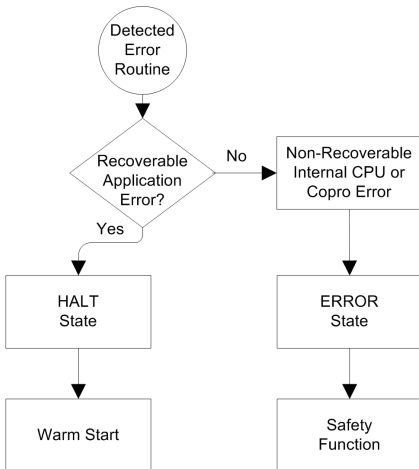 Detected
Error
Routine
Recoverable
Application
Error?
No
Non-Recoverable
Internal CPU or
Copro Error
Yes
HALT
State
ERROR
State
Warm Start
Safety
Function